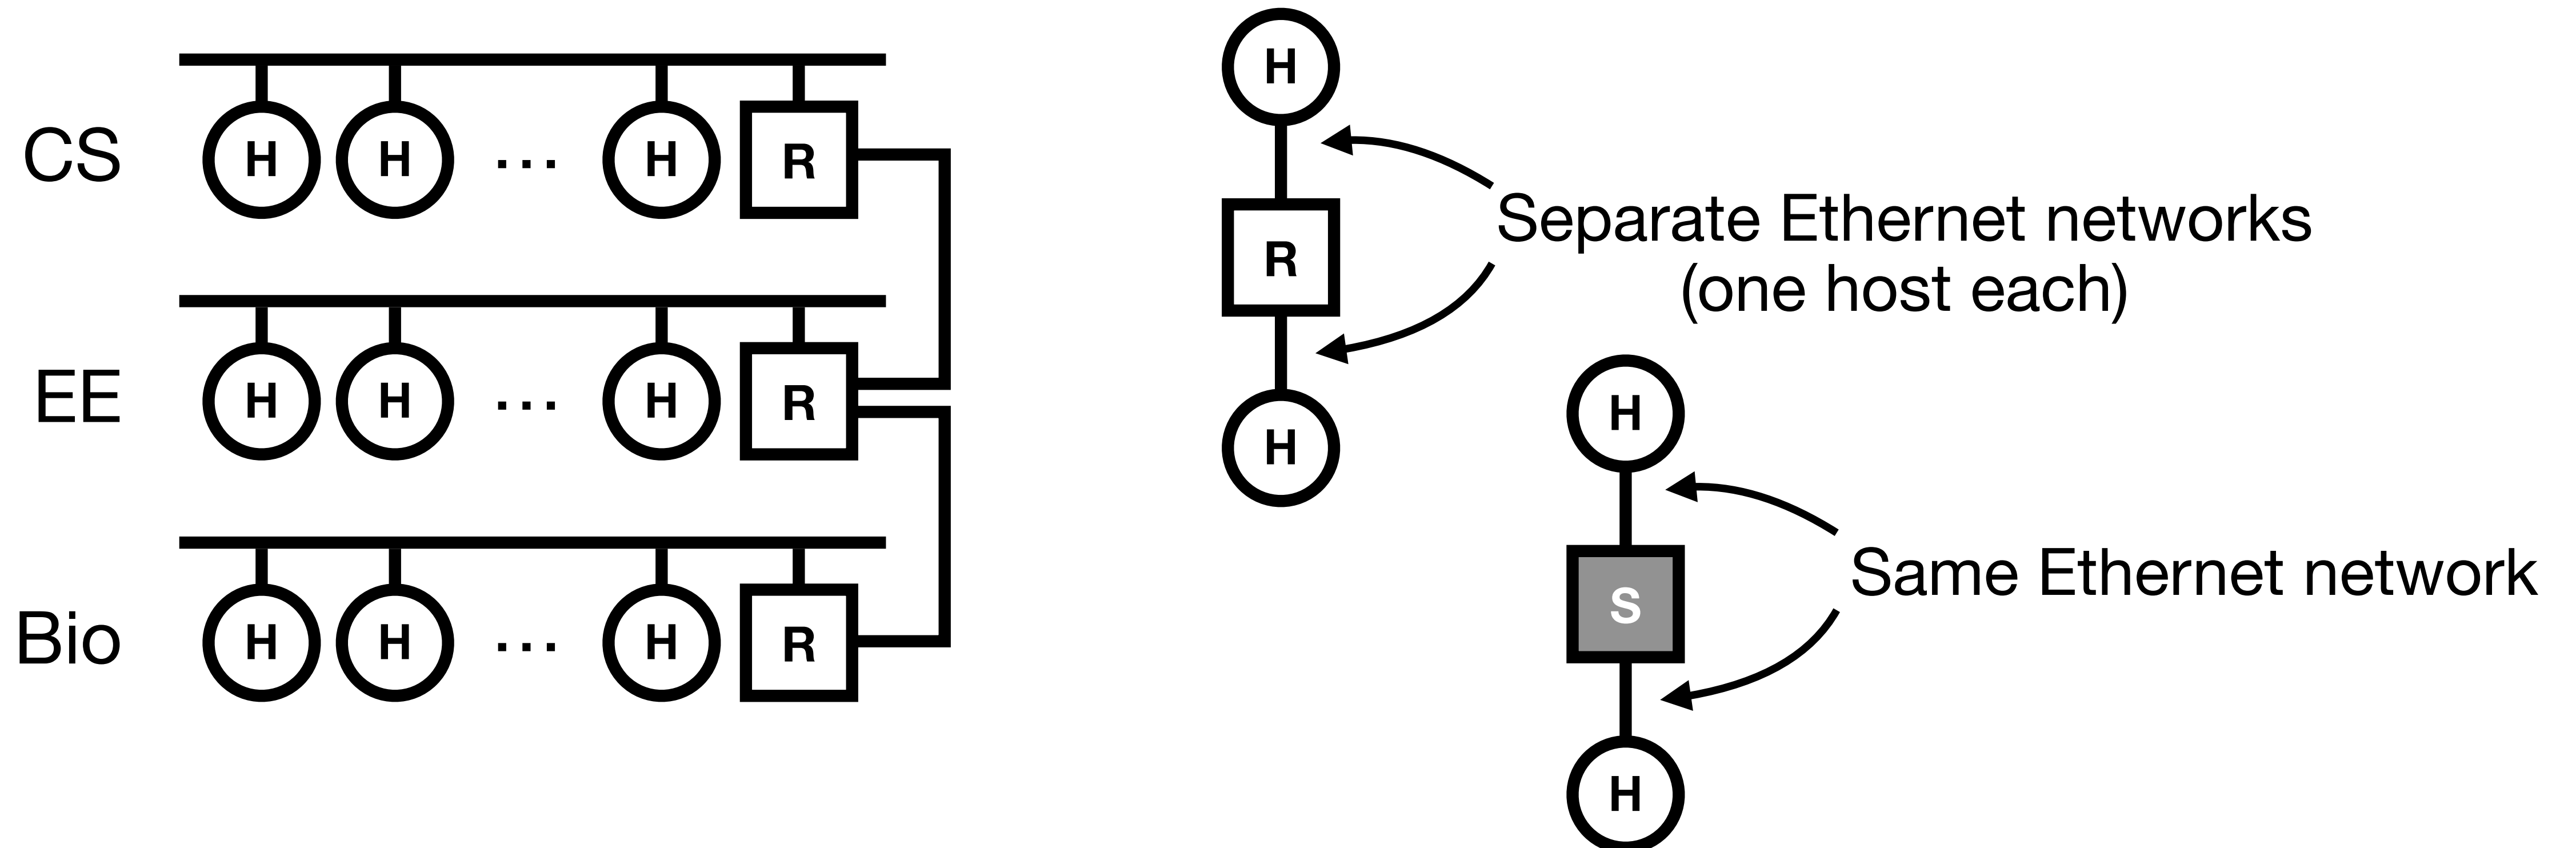 CS
H H ... H R
EE
H H ... H R
Bio
H H ... H R
H
R
H
Separate Ethernet networks
(one host each)
H
S
H
Same Ethernet network